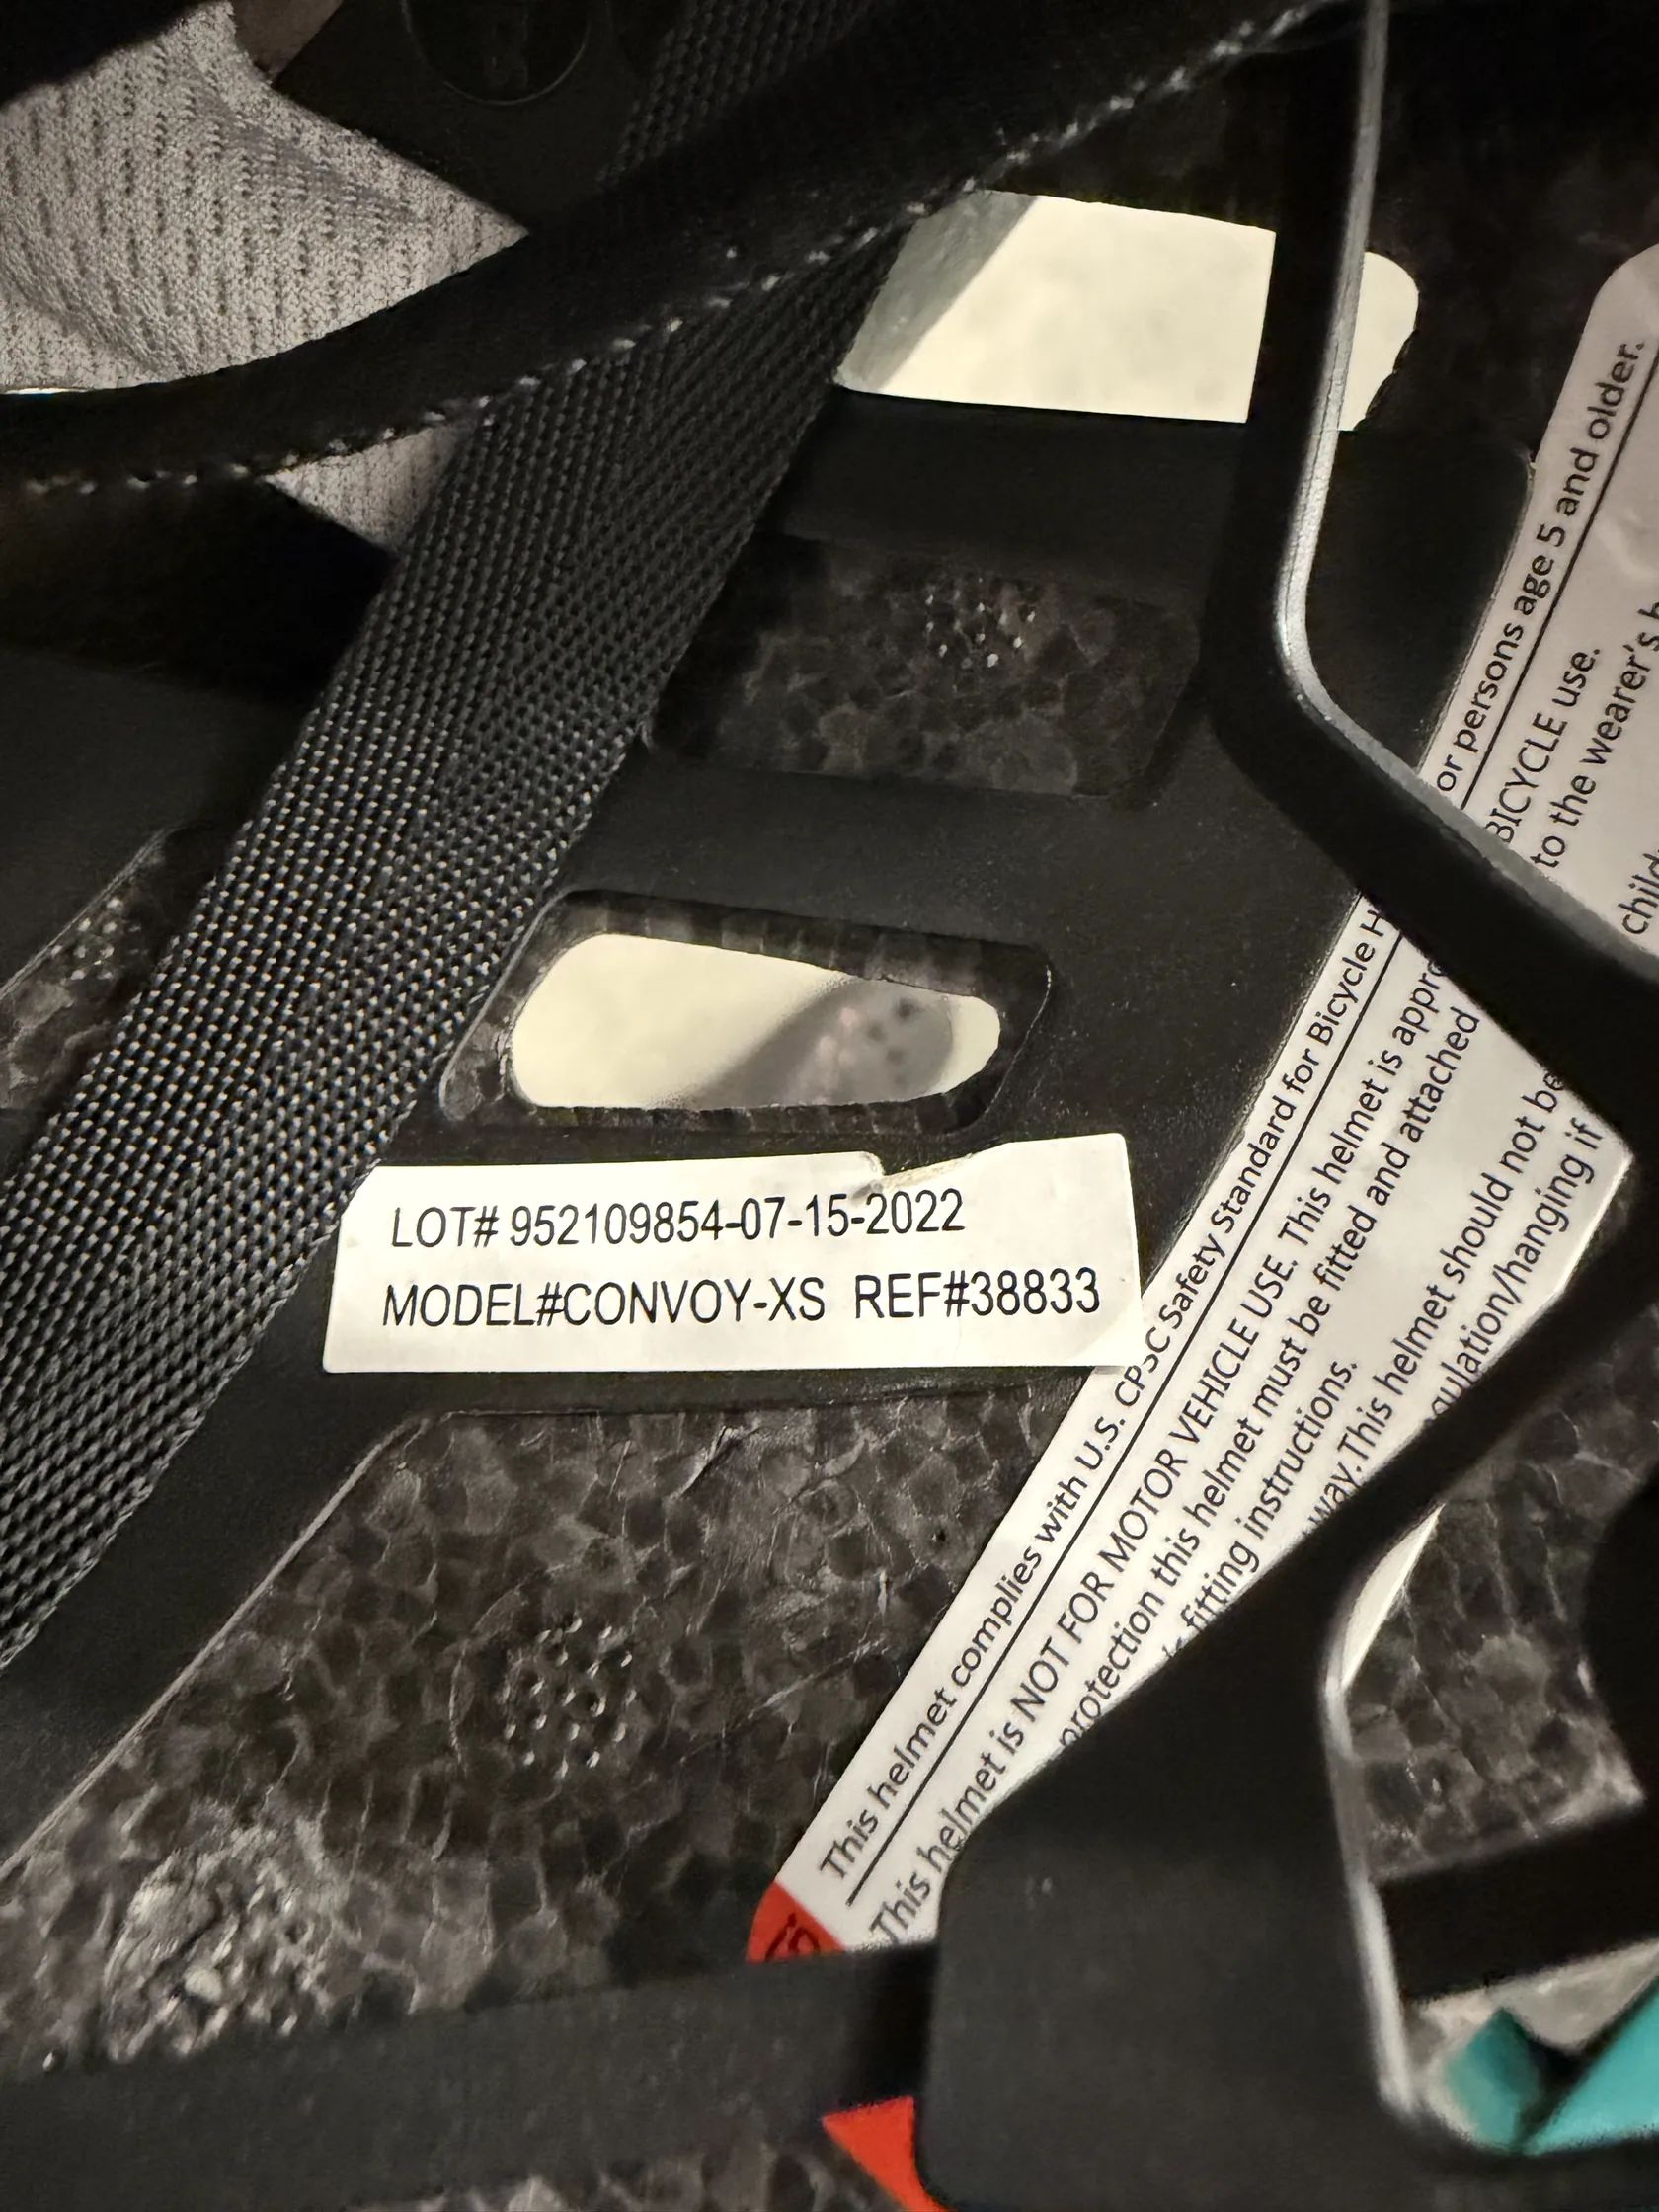 LOT# 952109854-07-15-2022
MODEL#CONVOY-XS REF#38833
This helmet complies with U.S. CPSC Safety Standard for Bicycle
or persons age 5 and older.
This helmet is NOT FOR MOTOR VEHICLE USE. This helmet is
BICYCLE use.
protection this helmet must be fitted and attached
to the wearer's
fitting instructions.
way. This helmet should not be
hanging if